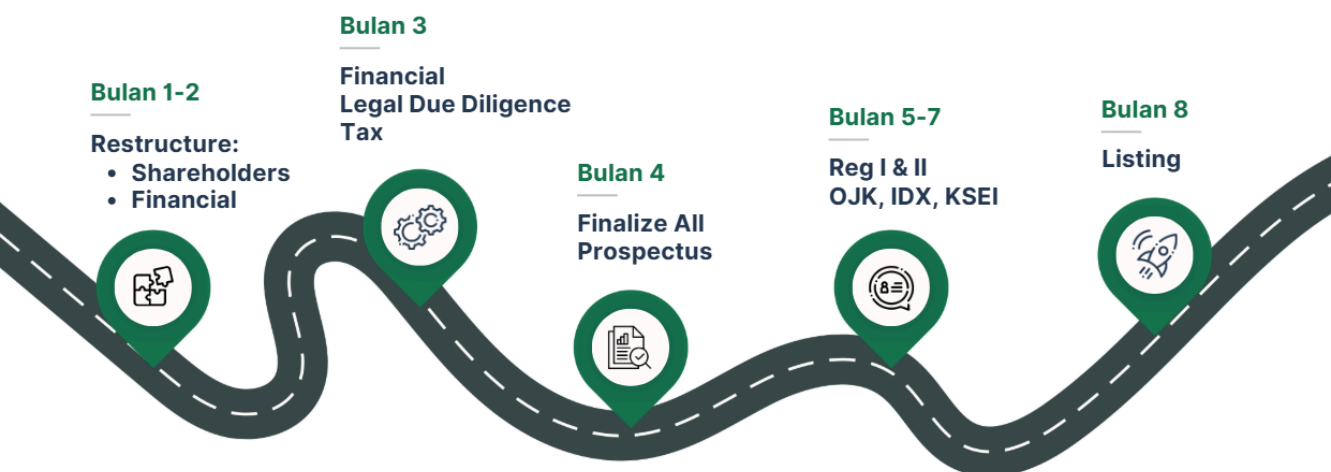 Bulan 1-2
Restructure:
• Shareholders
• Financial
Bulan 3
Financial
Legal Due Diligence
Tax
Bulan 4
Finalize All
Prospectus
Bulan 5-7
Reg I & II
OJK, IDX, KSEI
Bulan 8
Listing